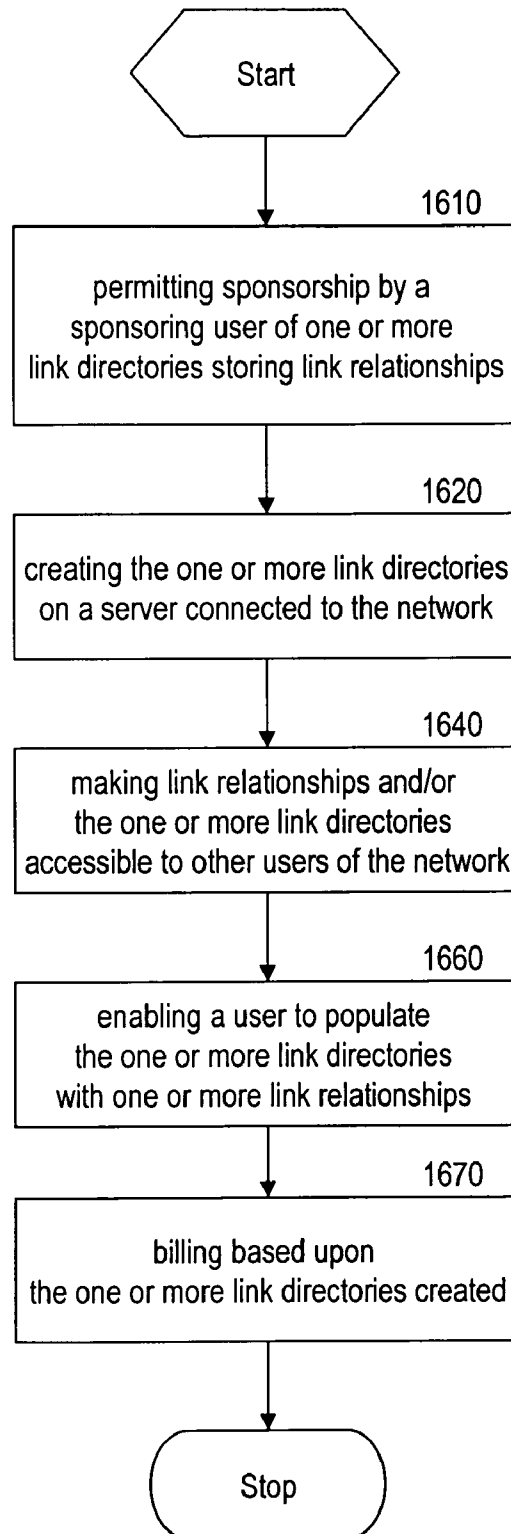 Start
1610
permitting sponsorship by a
sponsoring user of one or more
link directories storing link relationships
1620
creating the one or more link directories
on a server connected to the network
1640
making link relationships and/or
the one or more link directories
accessible to other users of the network
1660
enabling a user to populate
the one or more link directories
with one or more link relationships
1670
billing based upon
the one or more link directories created
Stop